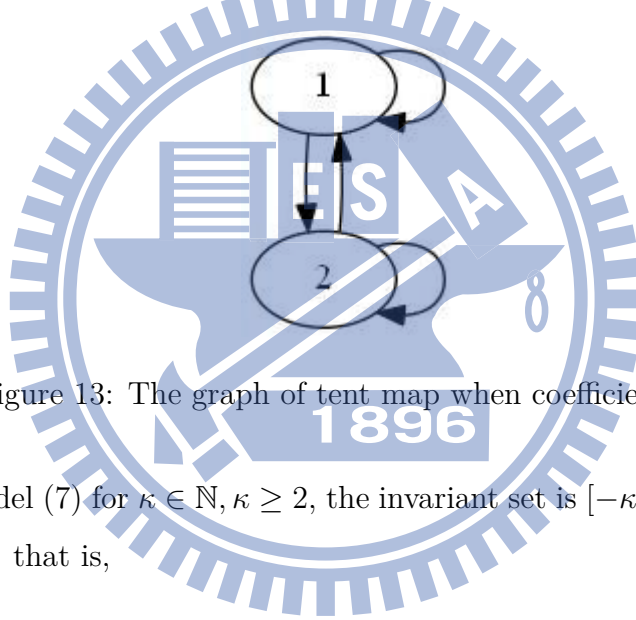 1
E S A
2
igure 13: The graph of tent map when coefficie
1896
del (7) for κ ∈ ℕ, κ ≥ 2, the invariant set is [−κ
that is,